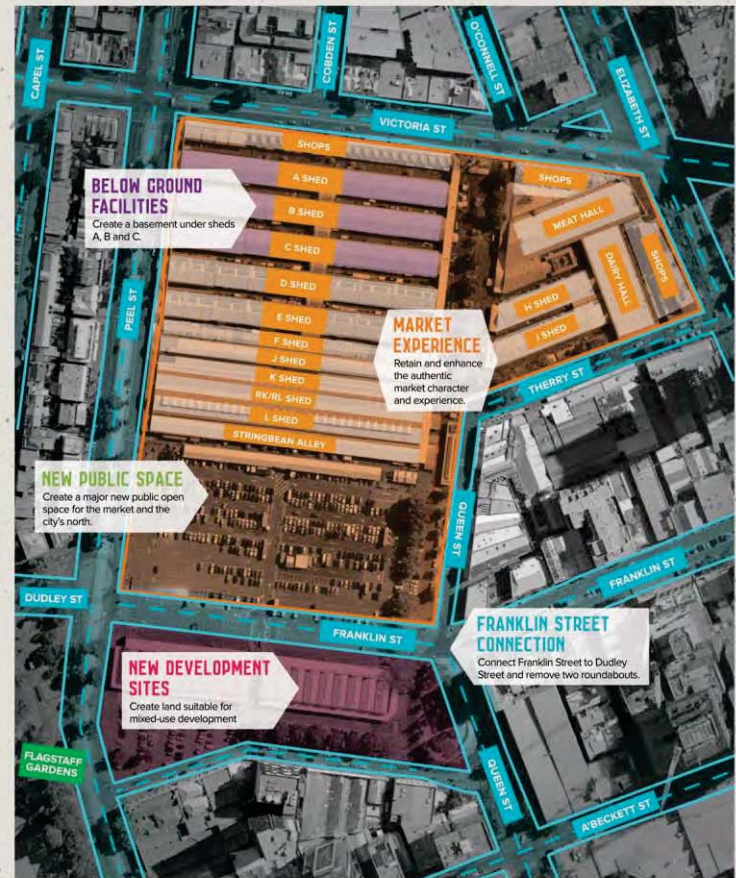 CAPEL ST
COBDEN ST
O'CONNELL ST
ELIZABETH ST
VICTORIA ST
SHOPS
A SHED
B SHED
C SHED
D SHED
E SHED
F SHED
J SHED
K SHED
RK/RL SHED
L SHED
STRINGBEAN ALLEY
SHOPS
MEAT HALL
DAIRY HALL
SHOPS
H SHED
I SHED
BELOW GROUND
FACILITIES
Create a basement under sheds
A, B and C.
PEEL ST
MARKET
EXPERIENCE
Retain and enhance
the authentic
market character
and experience.
THERRY ST
NEW PUBLIC SPACE
Create a major new public open
space for the market and the
city's north.
QUEEN ST
FRANKLIN ST
DUDLEY ST
FRANKLIN ST
FRANKLIN STREET
CONNECTION
Connect Franklin Street to Dudley
Street and remove two roundabouts.
NEW DEVELOPMENT
SITES
Create land suitable for
mixed-use development
FLAGSTAFF
GARDENS
QUEEN ST
A'BECKETT ST